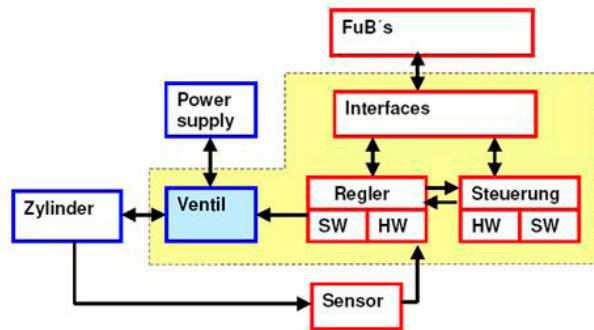 FuB´s
Power
supply
Interfaces
Zylinder
Ventil
Regler
SW
HW
Steuerung
HW
SW
Sensor